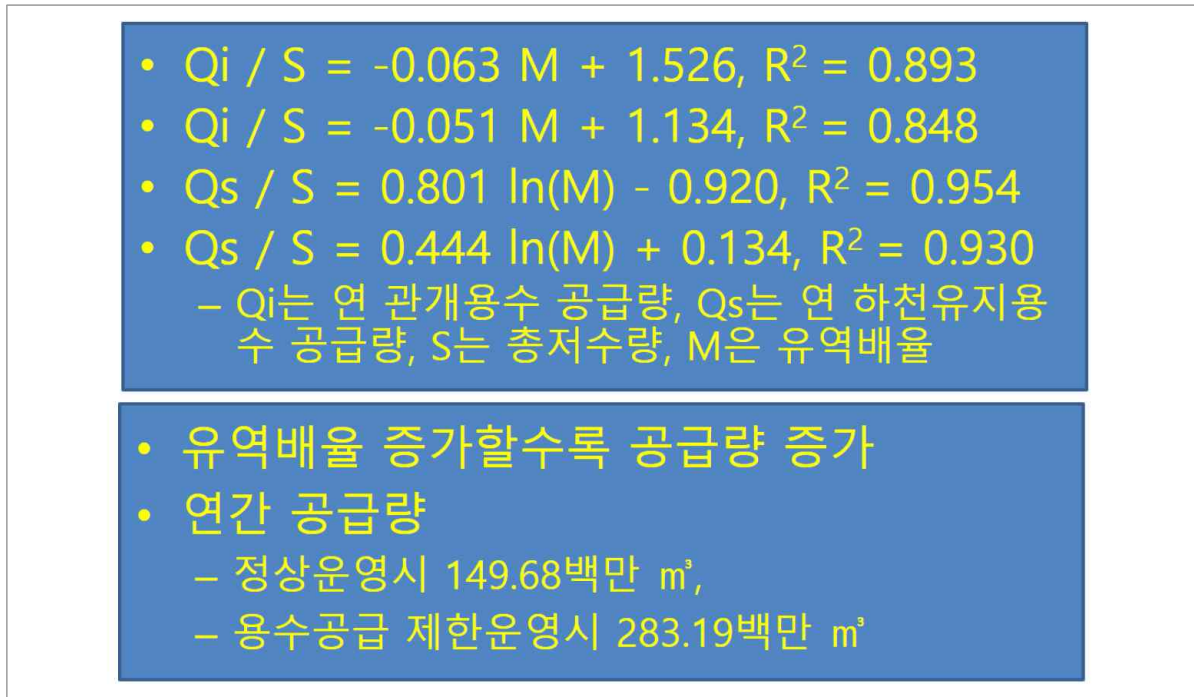 • Qi / S = -0.063 M + 1.526, R² = 0.893
• Qi / S = -0.051 M + 1.134, R² = 0.848
• Qs / S = 0.801 ln(M) - 0.920, R² = 0.954
• Qs / S = 0.444 ln(M) + 0.134, R² = 0.930
– Qi는 연 관개용수 공급량, Qs는 연 하천유지용
수 공급량, S는 총저수량, M은 유역배율
• 유역배율 증가할수록 공급량 증가
• 연간 공급량
– 정상운영시 149.68백만 ㎥,
– 용수공급 제한운영시 283.19백만 ㎥